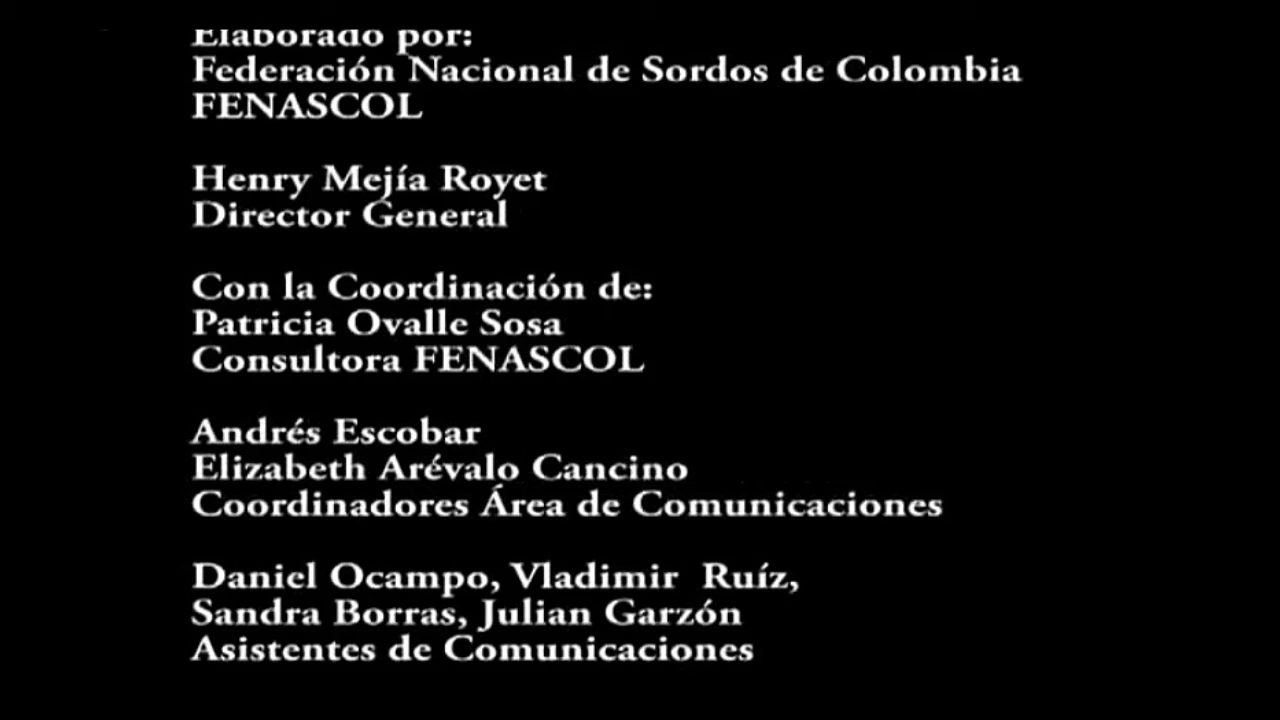 Elaborado por:
Federación Nacional de Sordos de Colombia
FENASCOL
Henry Mejía Royet
Director General
Con la Coordinación de:
Patricia Ovalle Sosa
Consultora FENASCOL
Andrés Escobar
Elizabeth Arévalo Cancino
Coordinadores Área de Comunicaciones
Daniel Ocampo, Vladimir  Ruíz,
Sandra Borras, Julian Garzón
Asistentes de Comunicaciones